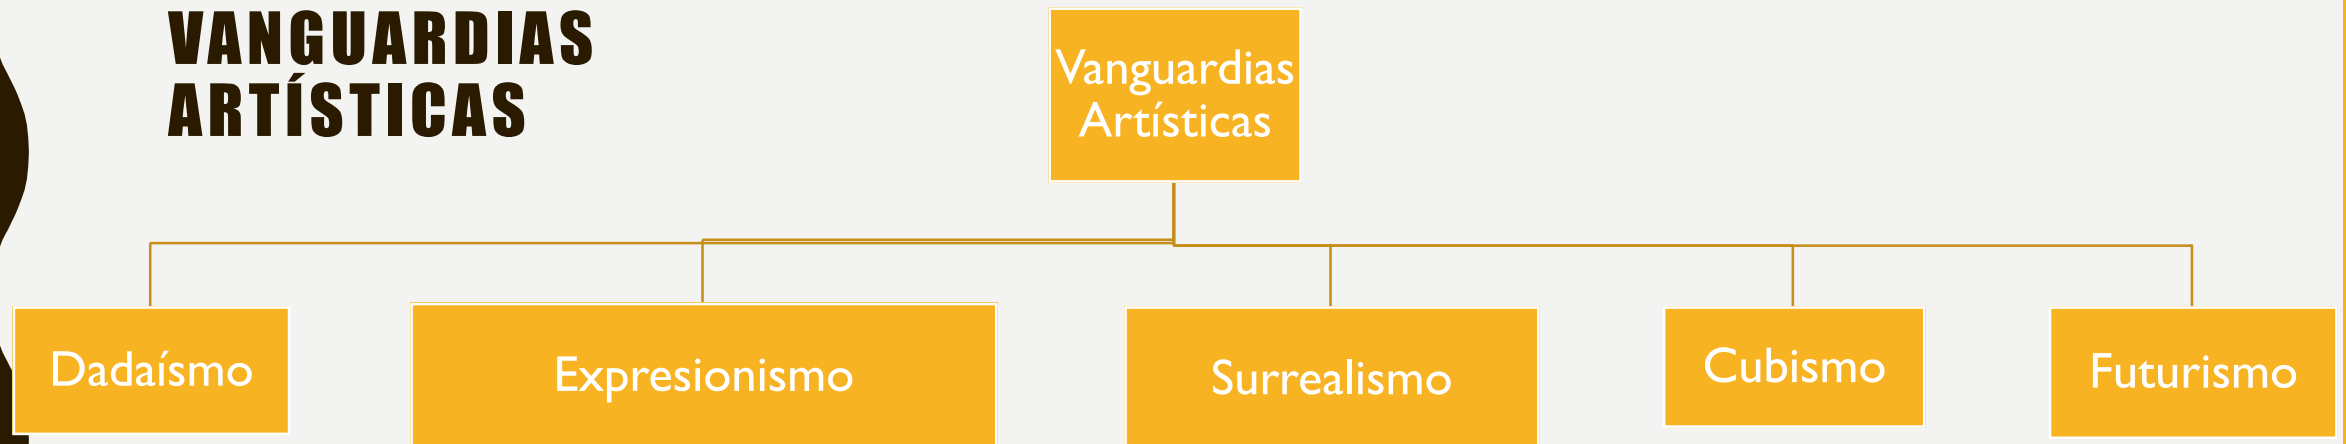 VANGUARDIAS
ARTÍSTICAS
Vanguardias
Artísticas
Dadaísmo
Expresionismo
Surrealismo
Cubismo
Futurismo